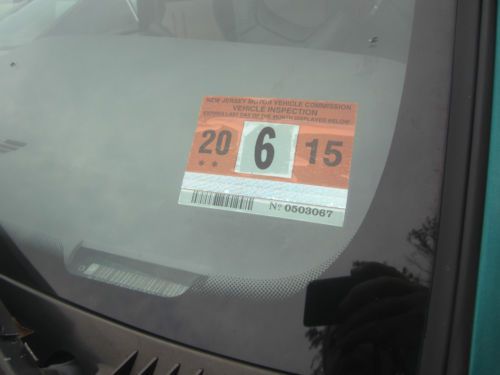 NEW JERSEY MOTOR VEHICLE COMMISSION
VEHICLE INSPECTION
EXPIRES LAST DAY OF THE MONTH DISPLAYED BELOW
20 6 15
No 0503067